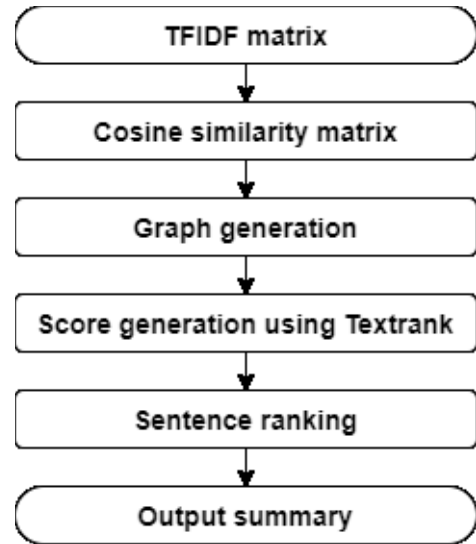 TFIDF matrix
Cosine similarity matrix
Graph generation
Score generation using Textrank
Sentence ranking
Output summary